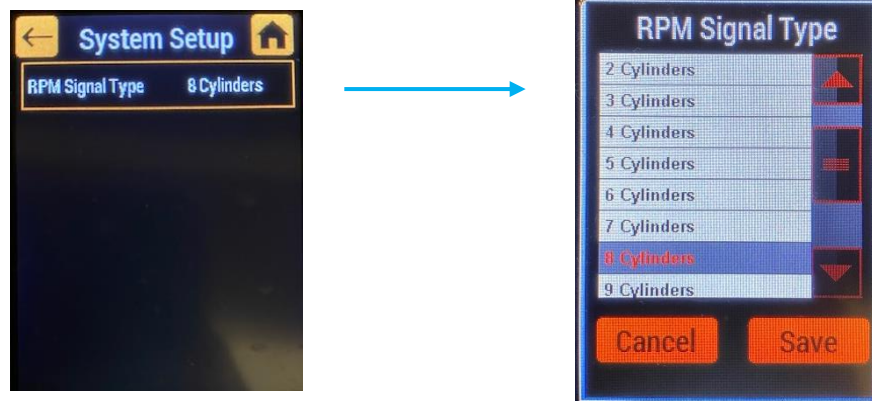 System Setup
RPM Signal Type 8 Cylinders
RPM Signal Type
2 Cylinders
3 Cylinders
4 Cylinders
5 Cylinders
6 Cylinders
7 Cylinders
8 Cylinders
9 Cylinders
Cancel Save